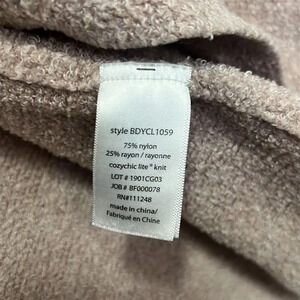 style BDYCL1059
75% nylon
25% rayon / rayonne
cozychic lite® knit
LOT # 1901CG03
JOB # BF000078
RN#111248
made in china/
Fabriqué en Chine